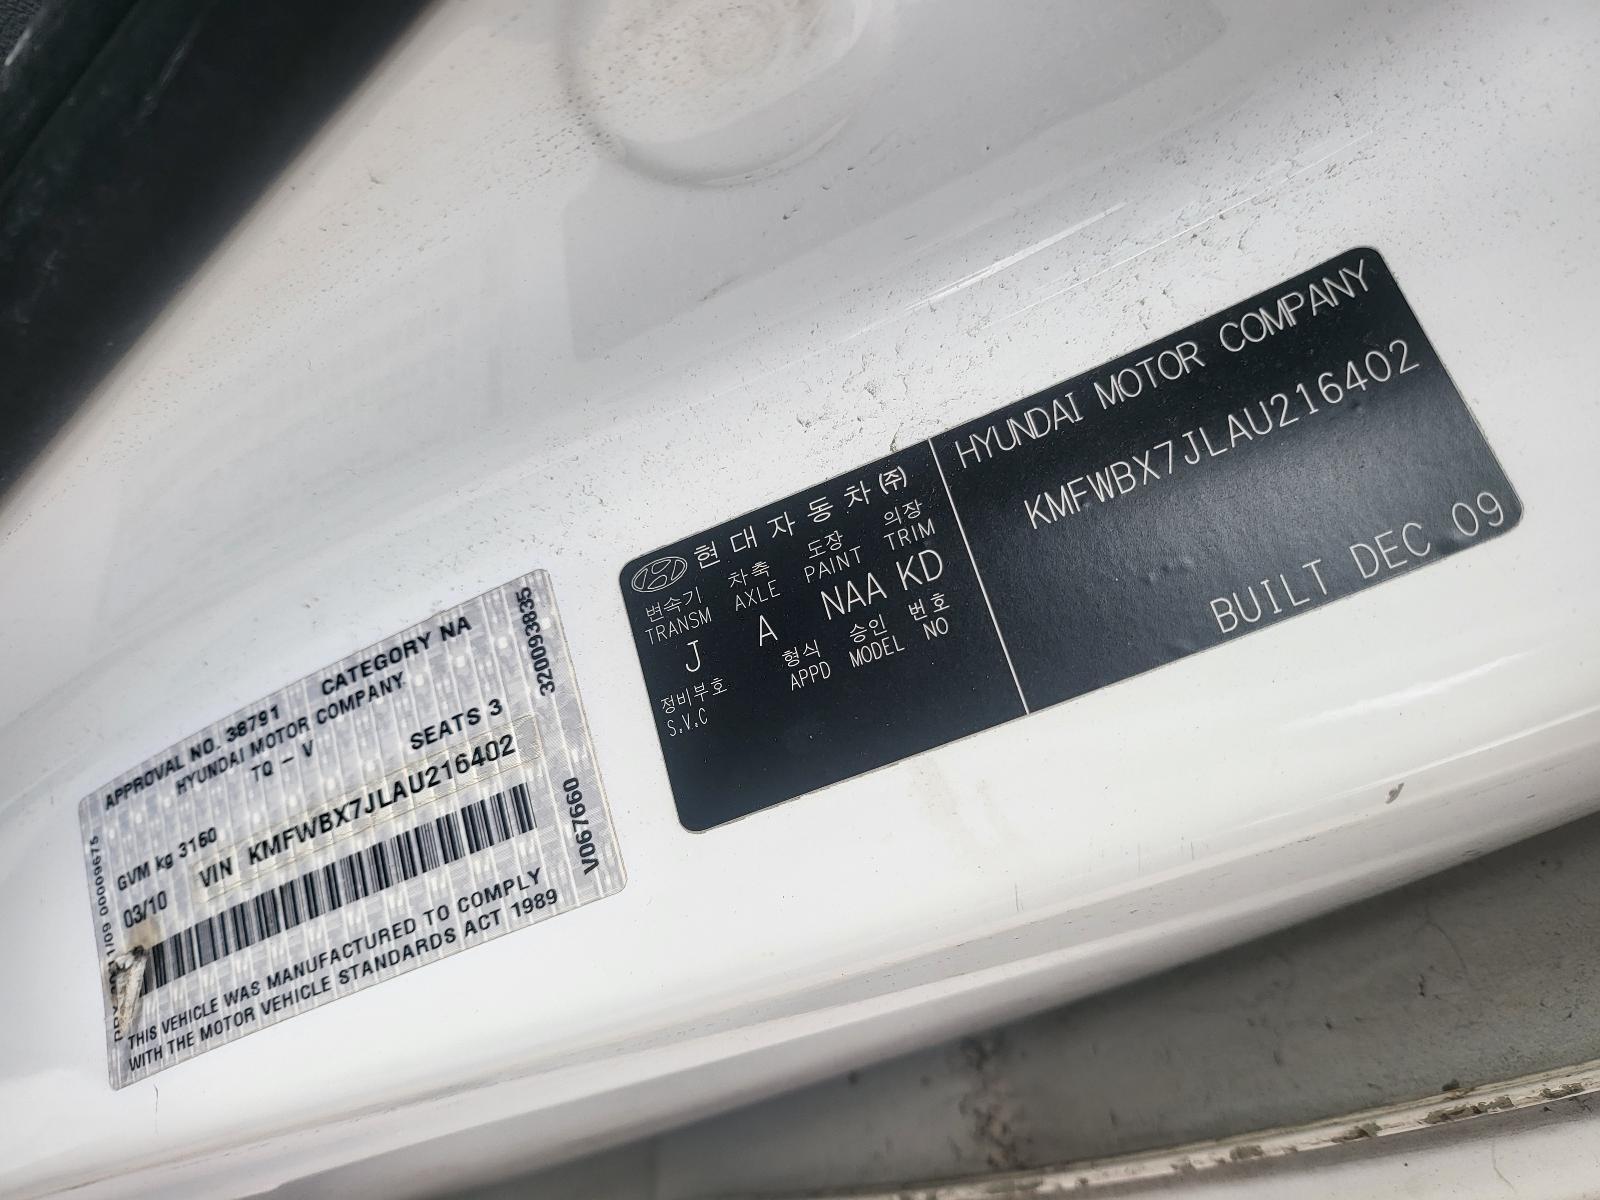 APPROVAL NO. 38791 CATEGORY NA
HYUNDAI MOTOR COMPANY
TQ - V
GVM kg 3160 SEATS 3
03/10 VIN KMFWBX7JLAU216402
THIS VEHICLE WAS MANUFACTURED TO COMPLY
WITH THE MOTOR VEHICLE STANDARDS ACT 1989
00009675
3200093835
V067660
현대자동차(주)
변속기 차축 도장 의장
TRANSM AXLE PAINT TRIM
J A NAA KD
정비부호 형식 승인 번호
S.V.C APPD MODEL NO
HYUNDAI MOTOR COMPANY
KMFWBX7JLAU216402
BUILT DEC 09